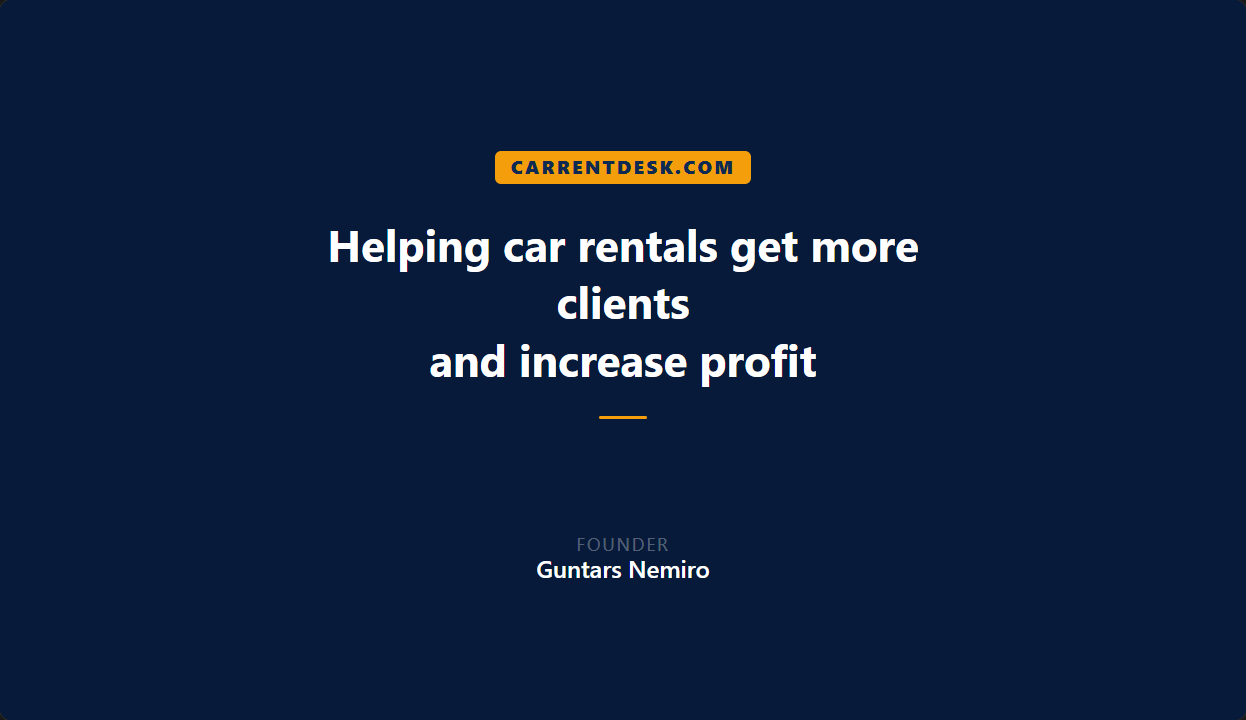 CARRENTDESK.COM
Helping car rentals get more
clients
and increase profit
FOUNDER
Guntars Nemiro